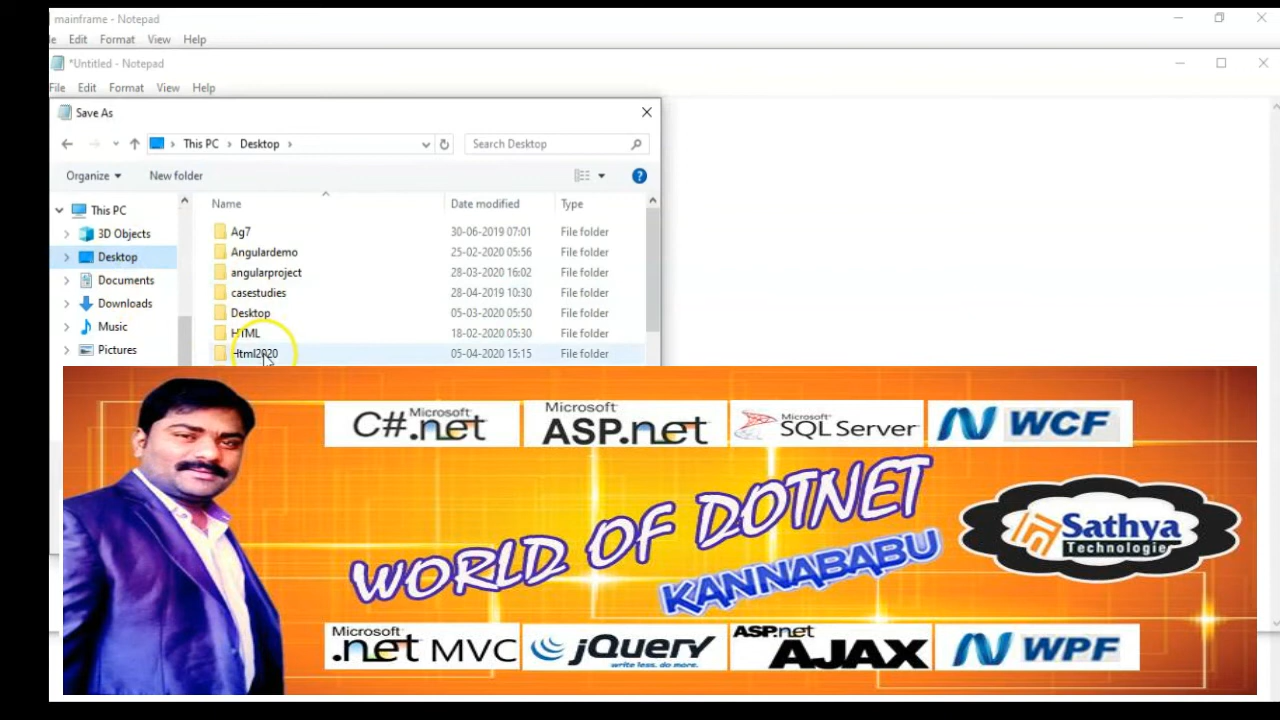 mainframe - Notepad
Edit Format View Help
*Untitled - Notepad
File Edit Format View Help
Save As
This PC > Desktop >
Search Desktop
Organize New folder
Name Date modified Type
This PC
3D Objects
Desktop
Documents
Downloads
Music
Pictures
Ag7 30-06-2019 07:01 File folder
Angulardemo 25-02-2020 05:56 File folder
angularproject 28-03-2020 16:02 File folder
casestudies 28-04-2019 10:30 File folder
Desktop 05-03-2020 05:50 File folder
HTML 18-02-2020 05:30 File folder
Html2020 05-04-2020 15:15 File folder
Microsoft C#.net
Microsoft ASP.net
Microsoft SQL Server
WCF
WORLD OF DOTNET
KANNABABU
Sathya
Technologie
Microsoft .net MVC
jQuery
write less. do more.
ASP.net AJAX
WPF